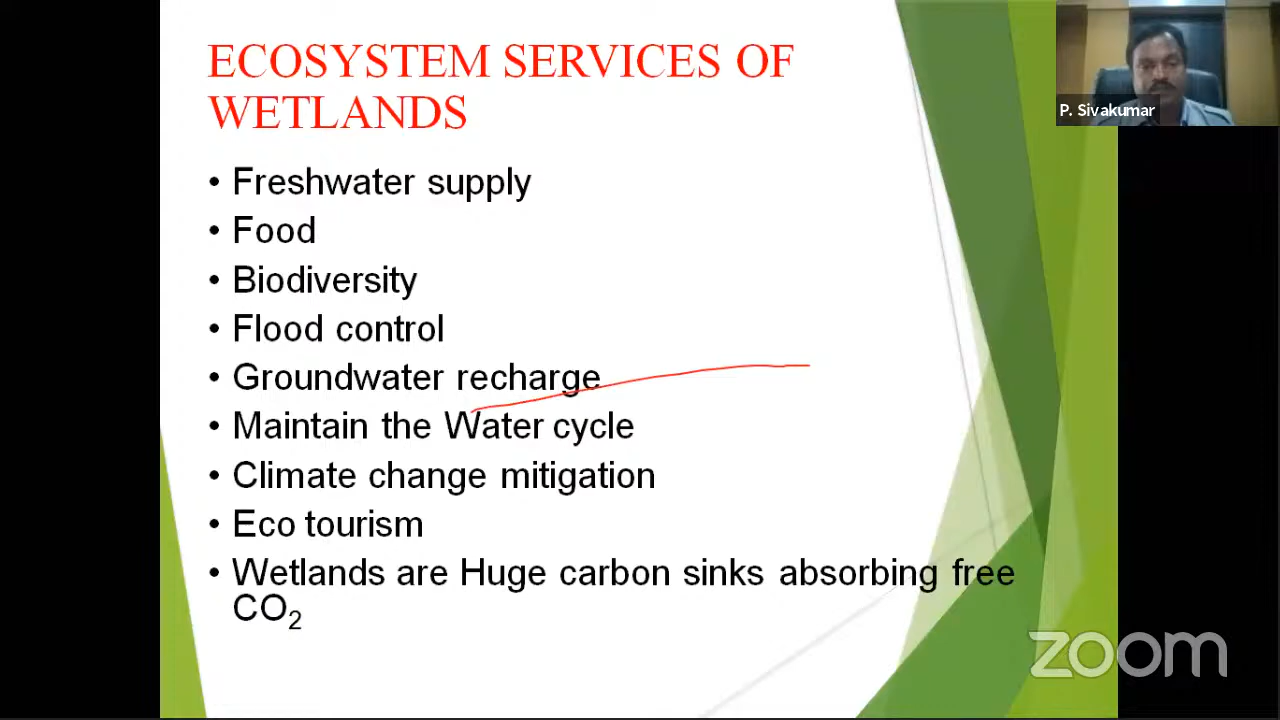 ECOSYSTEM SERVICES OF
WETLANDS
P. Sivakumar
• Freshwater supply
• Food
• Biodiversity
• Flood control
• Groundwater recharge
• Maintain the Water cycle
• Climate change mitigation
• Eco tourism
• Wetlands are Huge carbon sinks absorbing free
CO₂
zoom